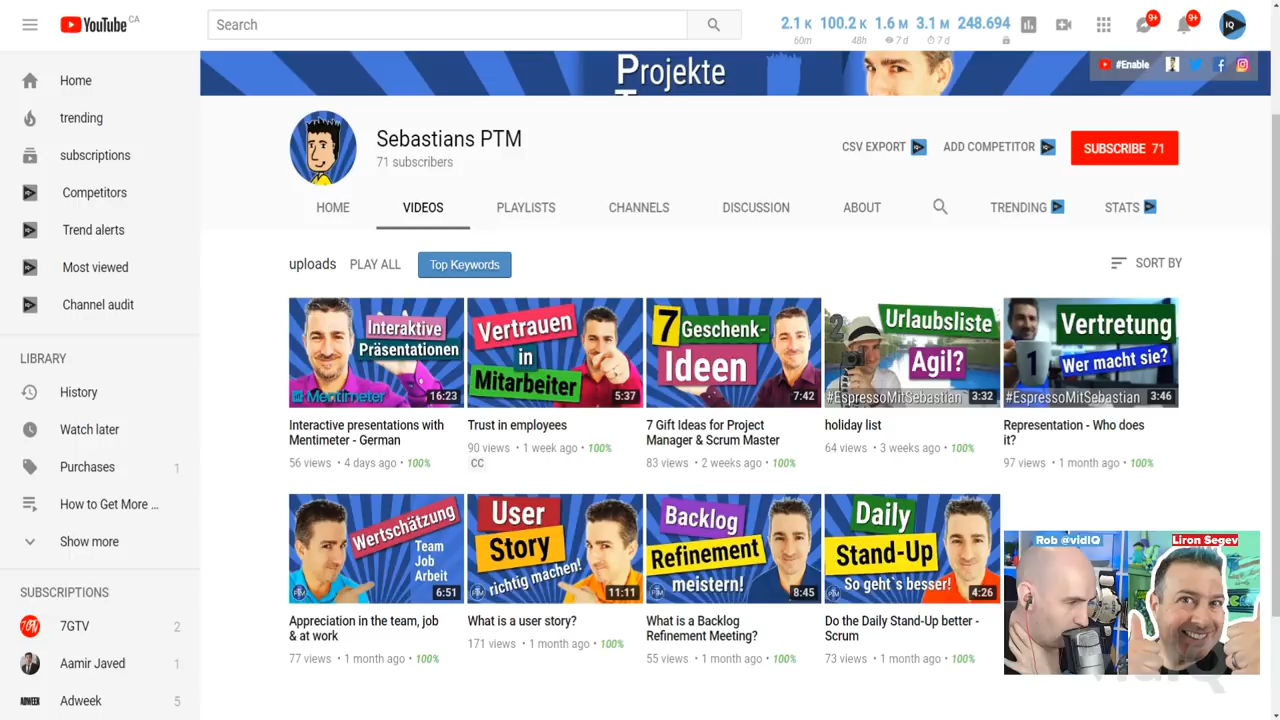 YouTube CA
Search
2.1 K 100.2 K 1.6 M 3.1 M 248.694
60m 48h 7 d 7 d
9+ 9+
IQ
Projekte
#Enable
Home
trending
subscriptions
Competitors
Trend alerts
Most viewed
Channel audit
LIBRARY
History
Watch later
Purchases 1
How to Get More ...
Show more
SUBSCRIPTIONS
7GTV 2
Aamir Javed 1
ADWEEK Adweek 5
Sebastians PTM
71 subscribers
CSV EXPORT ADD COMPETITOR SUBSCRIBE 71
HOME VIDEOS PLAYLISTS CHANNELS DISCUSSION ABOUT TRENDING STATS
uploads PLAY ALL Top Keywords SORT BY
Interaktive
Präsentationen
Mentimeter
16:23
Interactive presentations with
Mentimeter - German
56 views • 4 days ago • 100%
Vertrauen
in
Mitarbeiter
5:37
Trust in employees
90 views • 1 week ago • 100%
CC
7 Geschenk-
Ideen
7:42
7 Gift Ideas for Project
Manager & Scrum Master
83 views • 2 weeks ago • 100%
2
Urlaubsliste
Agil?
#EspressoMitSebastian
3:32
holiday list
64 views • 3 weeks ago • 100%
Vertretung
1
Wer macht sie?
#EspressoMitSebastian
3:46
Representation - Who does
it?
97 views • 1 month ago • 100%
Wertschätzung
Team
Job
Arbeit
6:51
Appreciation in the team, job
& at work
77 views • 1 month ago • 100%
User
Story
richtig machen!
PTM
11:11
What is a user story?
171 views • 1 month ago • 100%
Backlog
Refinement
meistern!
PTM
8:45
What is a Backlog
Refinement Meeting?
55 views • 1 month ago • 100%
Daily
Stand-Up
So geht`s besser!
PTM
4:26
Do the Daily Stand-Up better -
Scrum
73 views • 1 month ago • 100%
Rob @vidIQ
Liron Segev
vidIQ